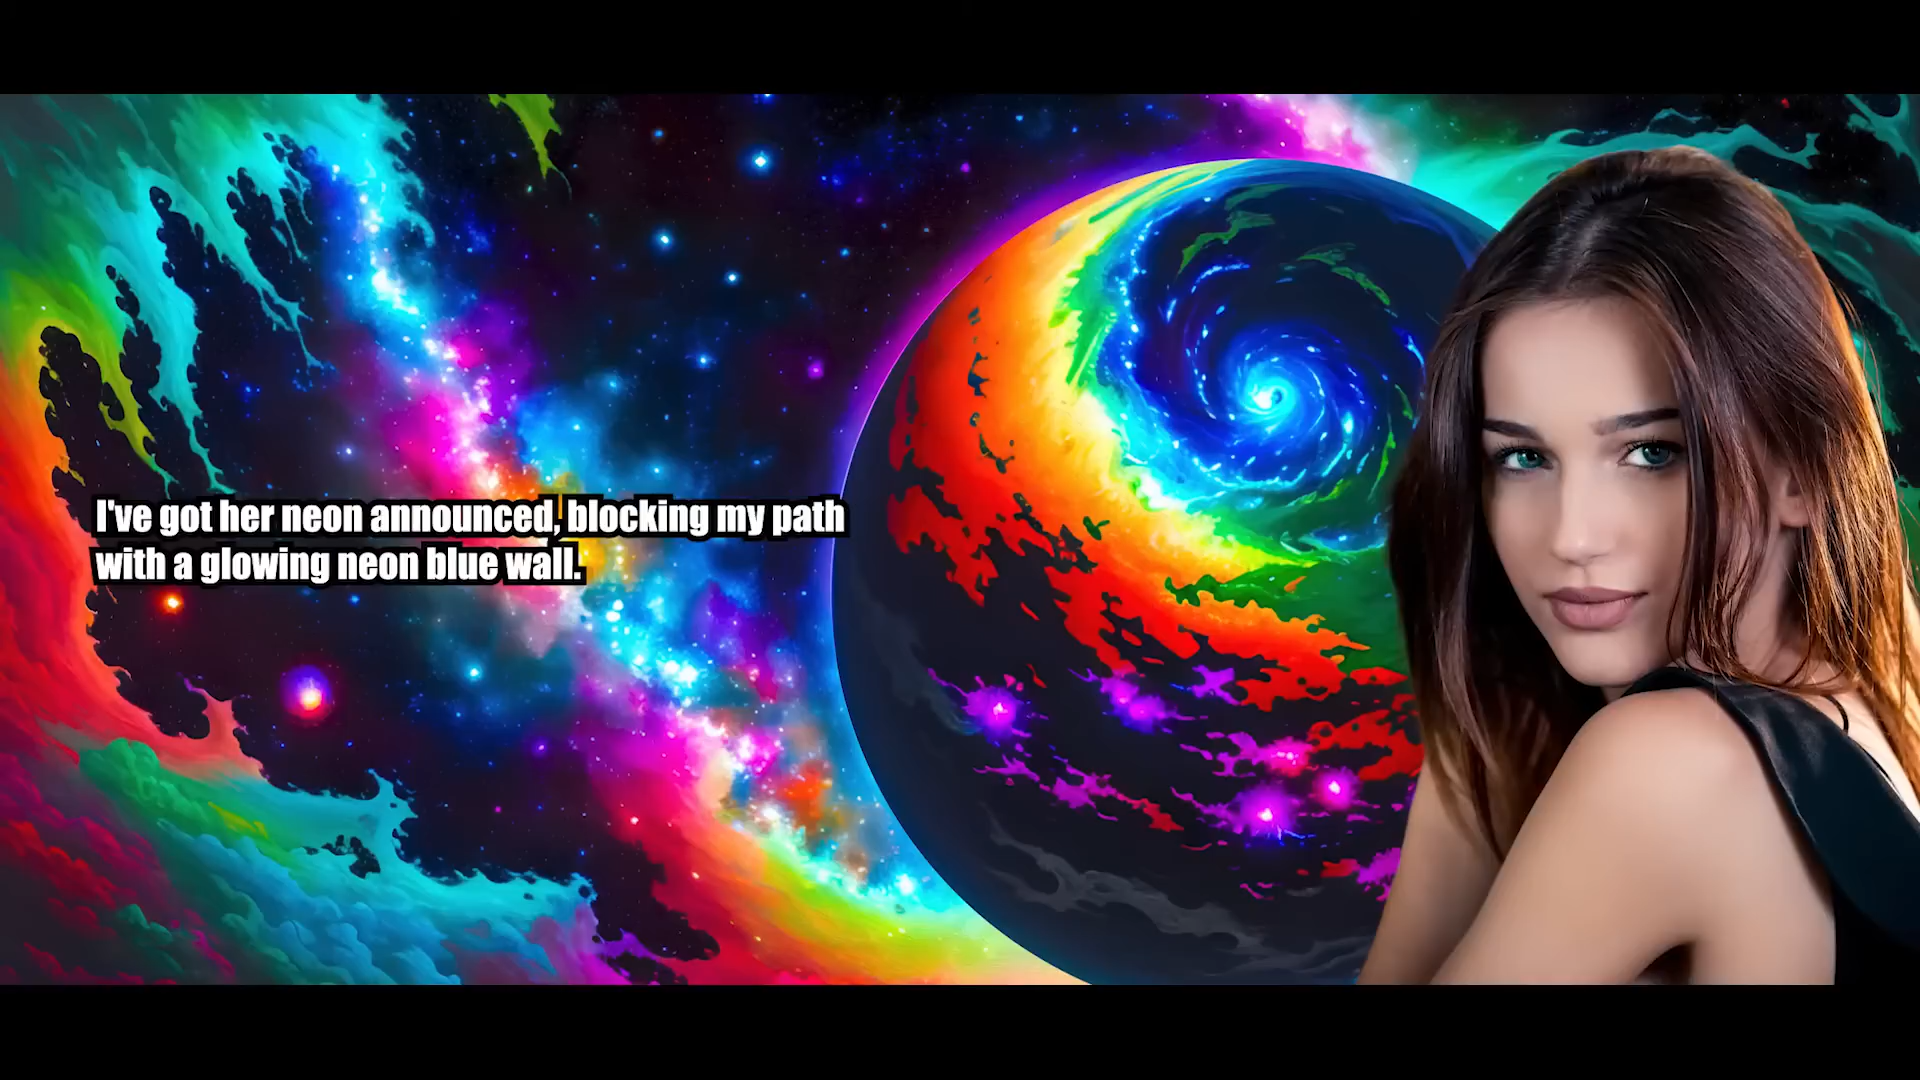 I've got her neon announced, blocking my path
with a glowing neon blue wall.